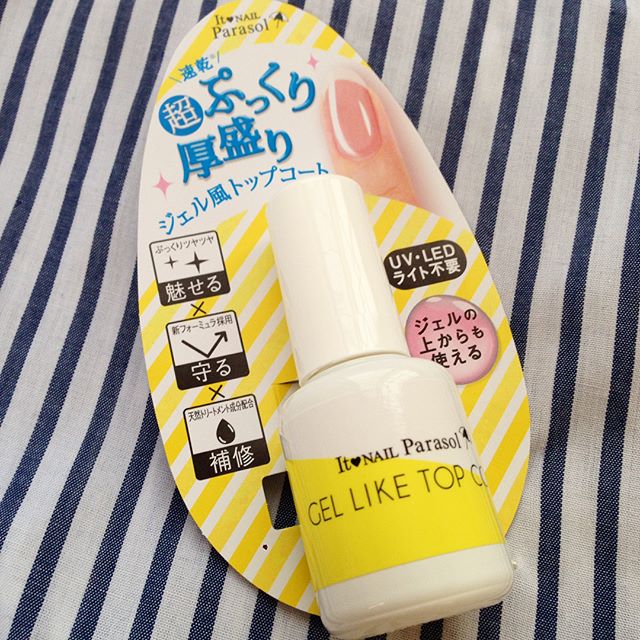 It♥NAIL
Parasol
速乾
超ぷっくり
厚盛り
ジェル風トップコート
ぷっくりツヤツヤ
魅せる
×
新フォーミュラ採用
守る
×
天然トリートメント成分配合
補修
UV・LED
ライト不要
ジェルの
上からも
使える
It♥NAIL Parasol
GEL LIKE TOP CO